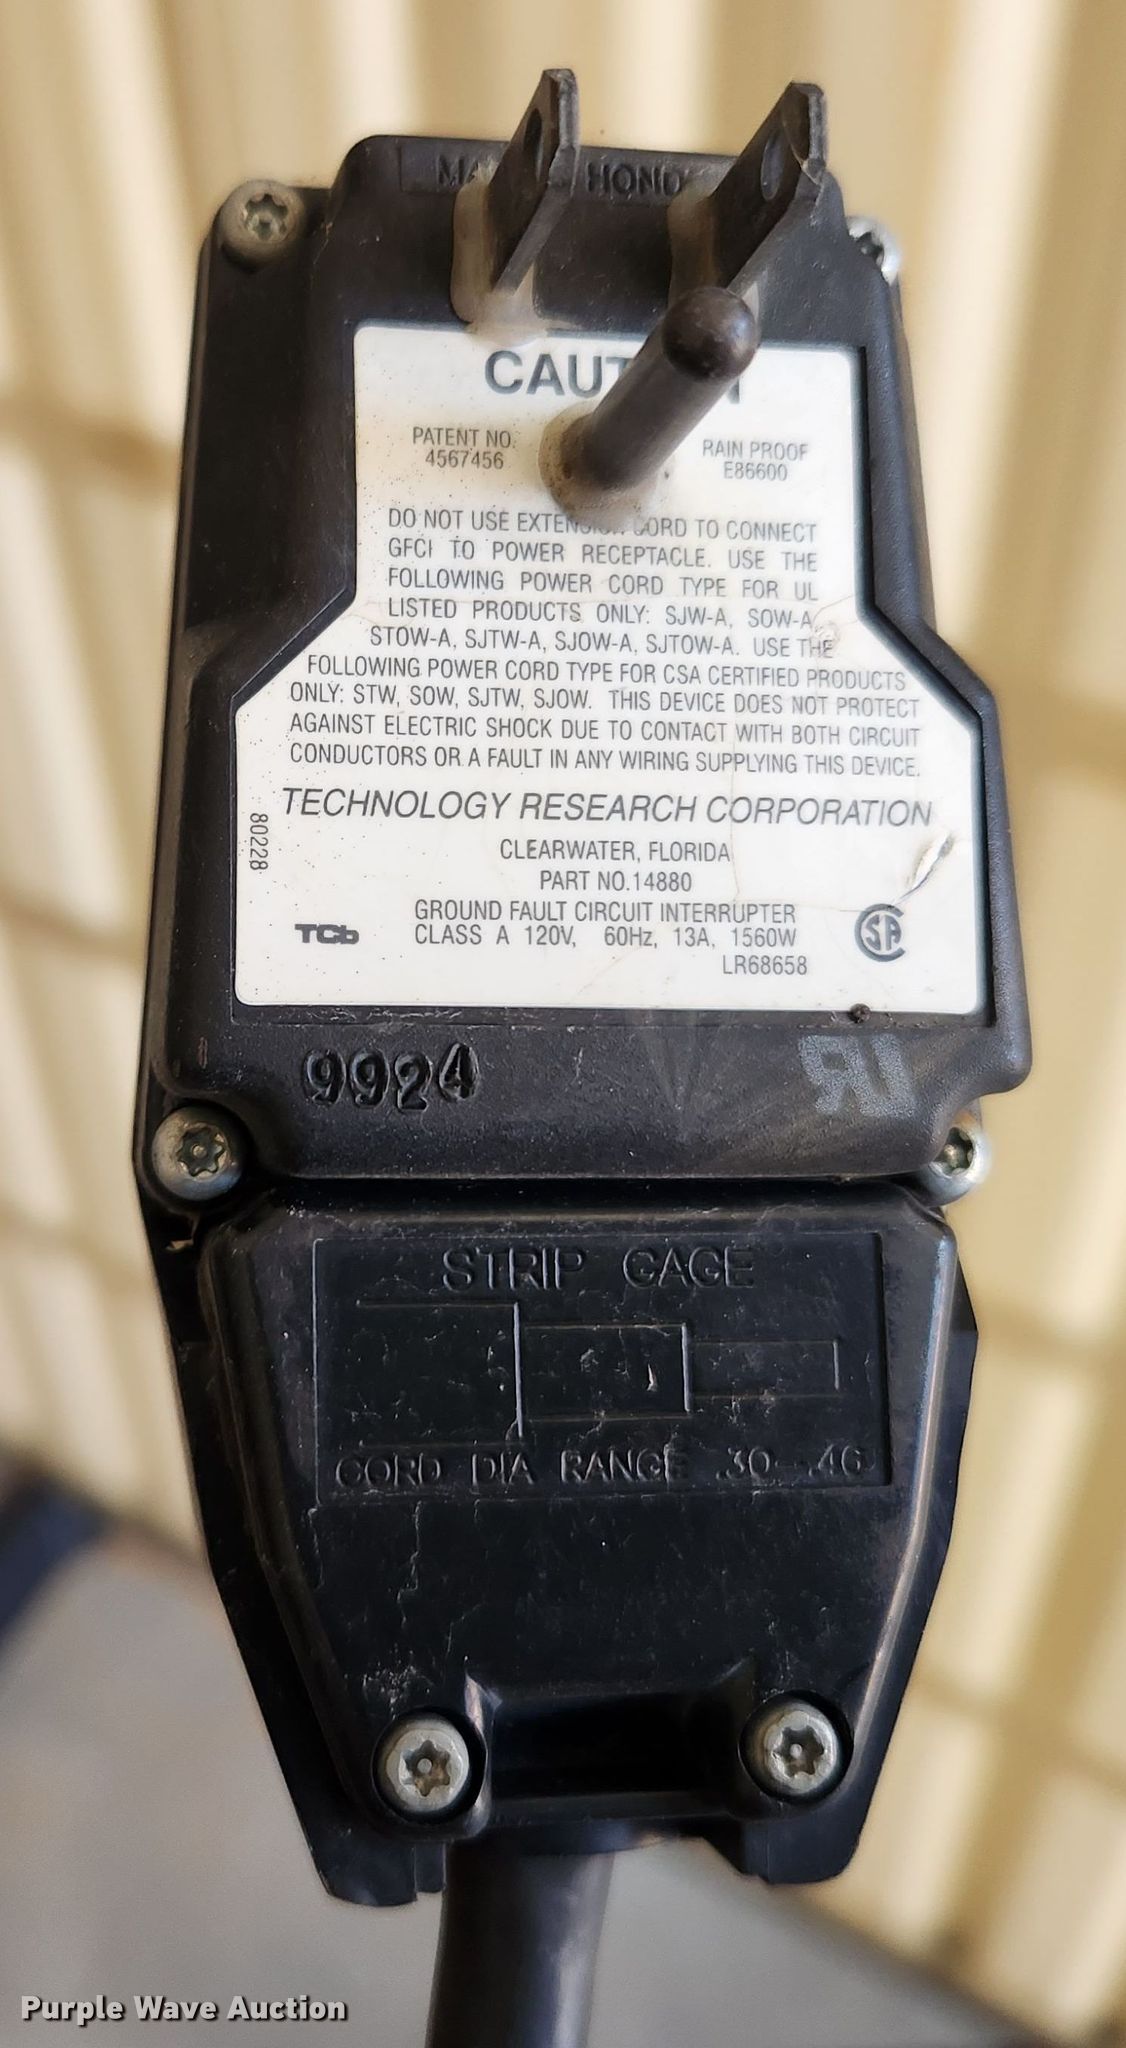 PATENT NO.
4567456
RAIN PROOF
E86600
DO NOT USE CORD TO CONNECT
GFCI TO POWER RECEPTACLE. USE THE
FOLLOWING POWER CORD TYPE FOR UL
LISTED PRODUCTS ONLY: SJW-A, SOW-A,
STOW-A, SJTW-A, SJOW-A, SJTOW-A. USE THE
FOLLOWING POWER CORD TYPE FOR CSA CERTIFIED PRODUCTS
ONLY: STW, SOW, SJTW, SJOW. THIS DEVICE DOES NOT PROTECT
AGAINST ELECTRIC SHOCK DUE TO CONTACT WITH BOTH CIRCUIT
CONDUCTORS OR A FAULT IN ANY WIRING SUPPLYING THIS DEVICE.
TECHNOLOGY RESEARCH CORPORATION
80228
CLEARWATER, FLORIDA
PART NO.14880
GROUND FAULT CIRCUIT INTERRUPTER
CLASS A 120V, 60Hz, 13A, 1560W
LR68658
SA
9924
UR
STRIP GAGE
CORD DIA RANGE .30-.46
Purple Wave Auction